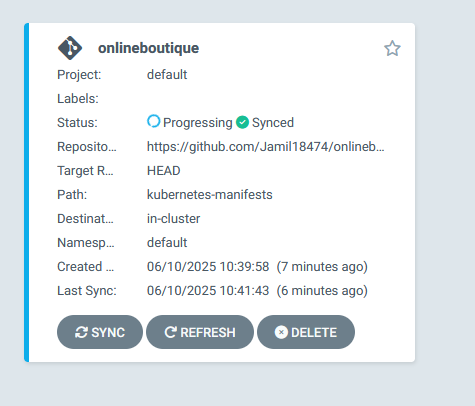 onlineboutique
Project: default
Labels:
Status: Progressing Synced
Reposito... https://github.com/Jamil18474/onlineb...
Target R... HEAD
Path: kubernetes-manifests
Destinat... in-cluster
Namesp... default
Created ... 06/10/2025 10:39:58 (7 minutes ago)
Last Sync: 06/10/2025 10:41:43 (6 minutes ago)
SYNC REFRESH DELETE